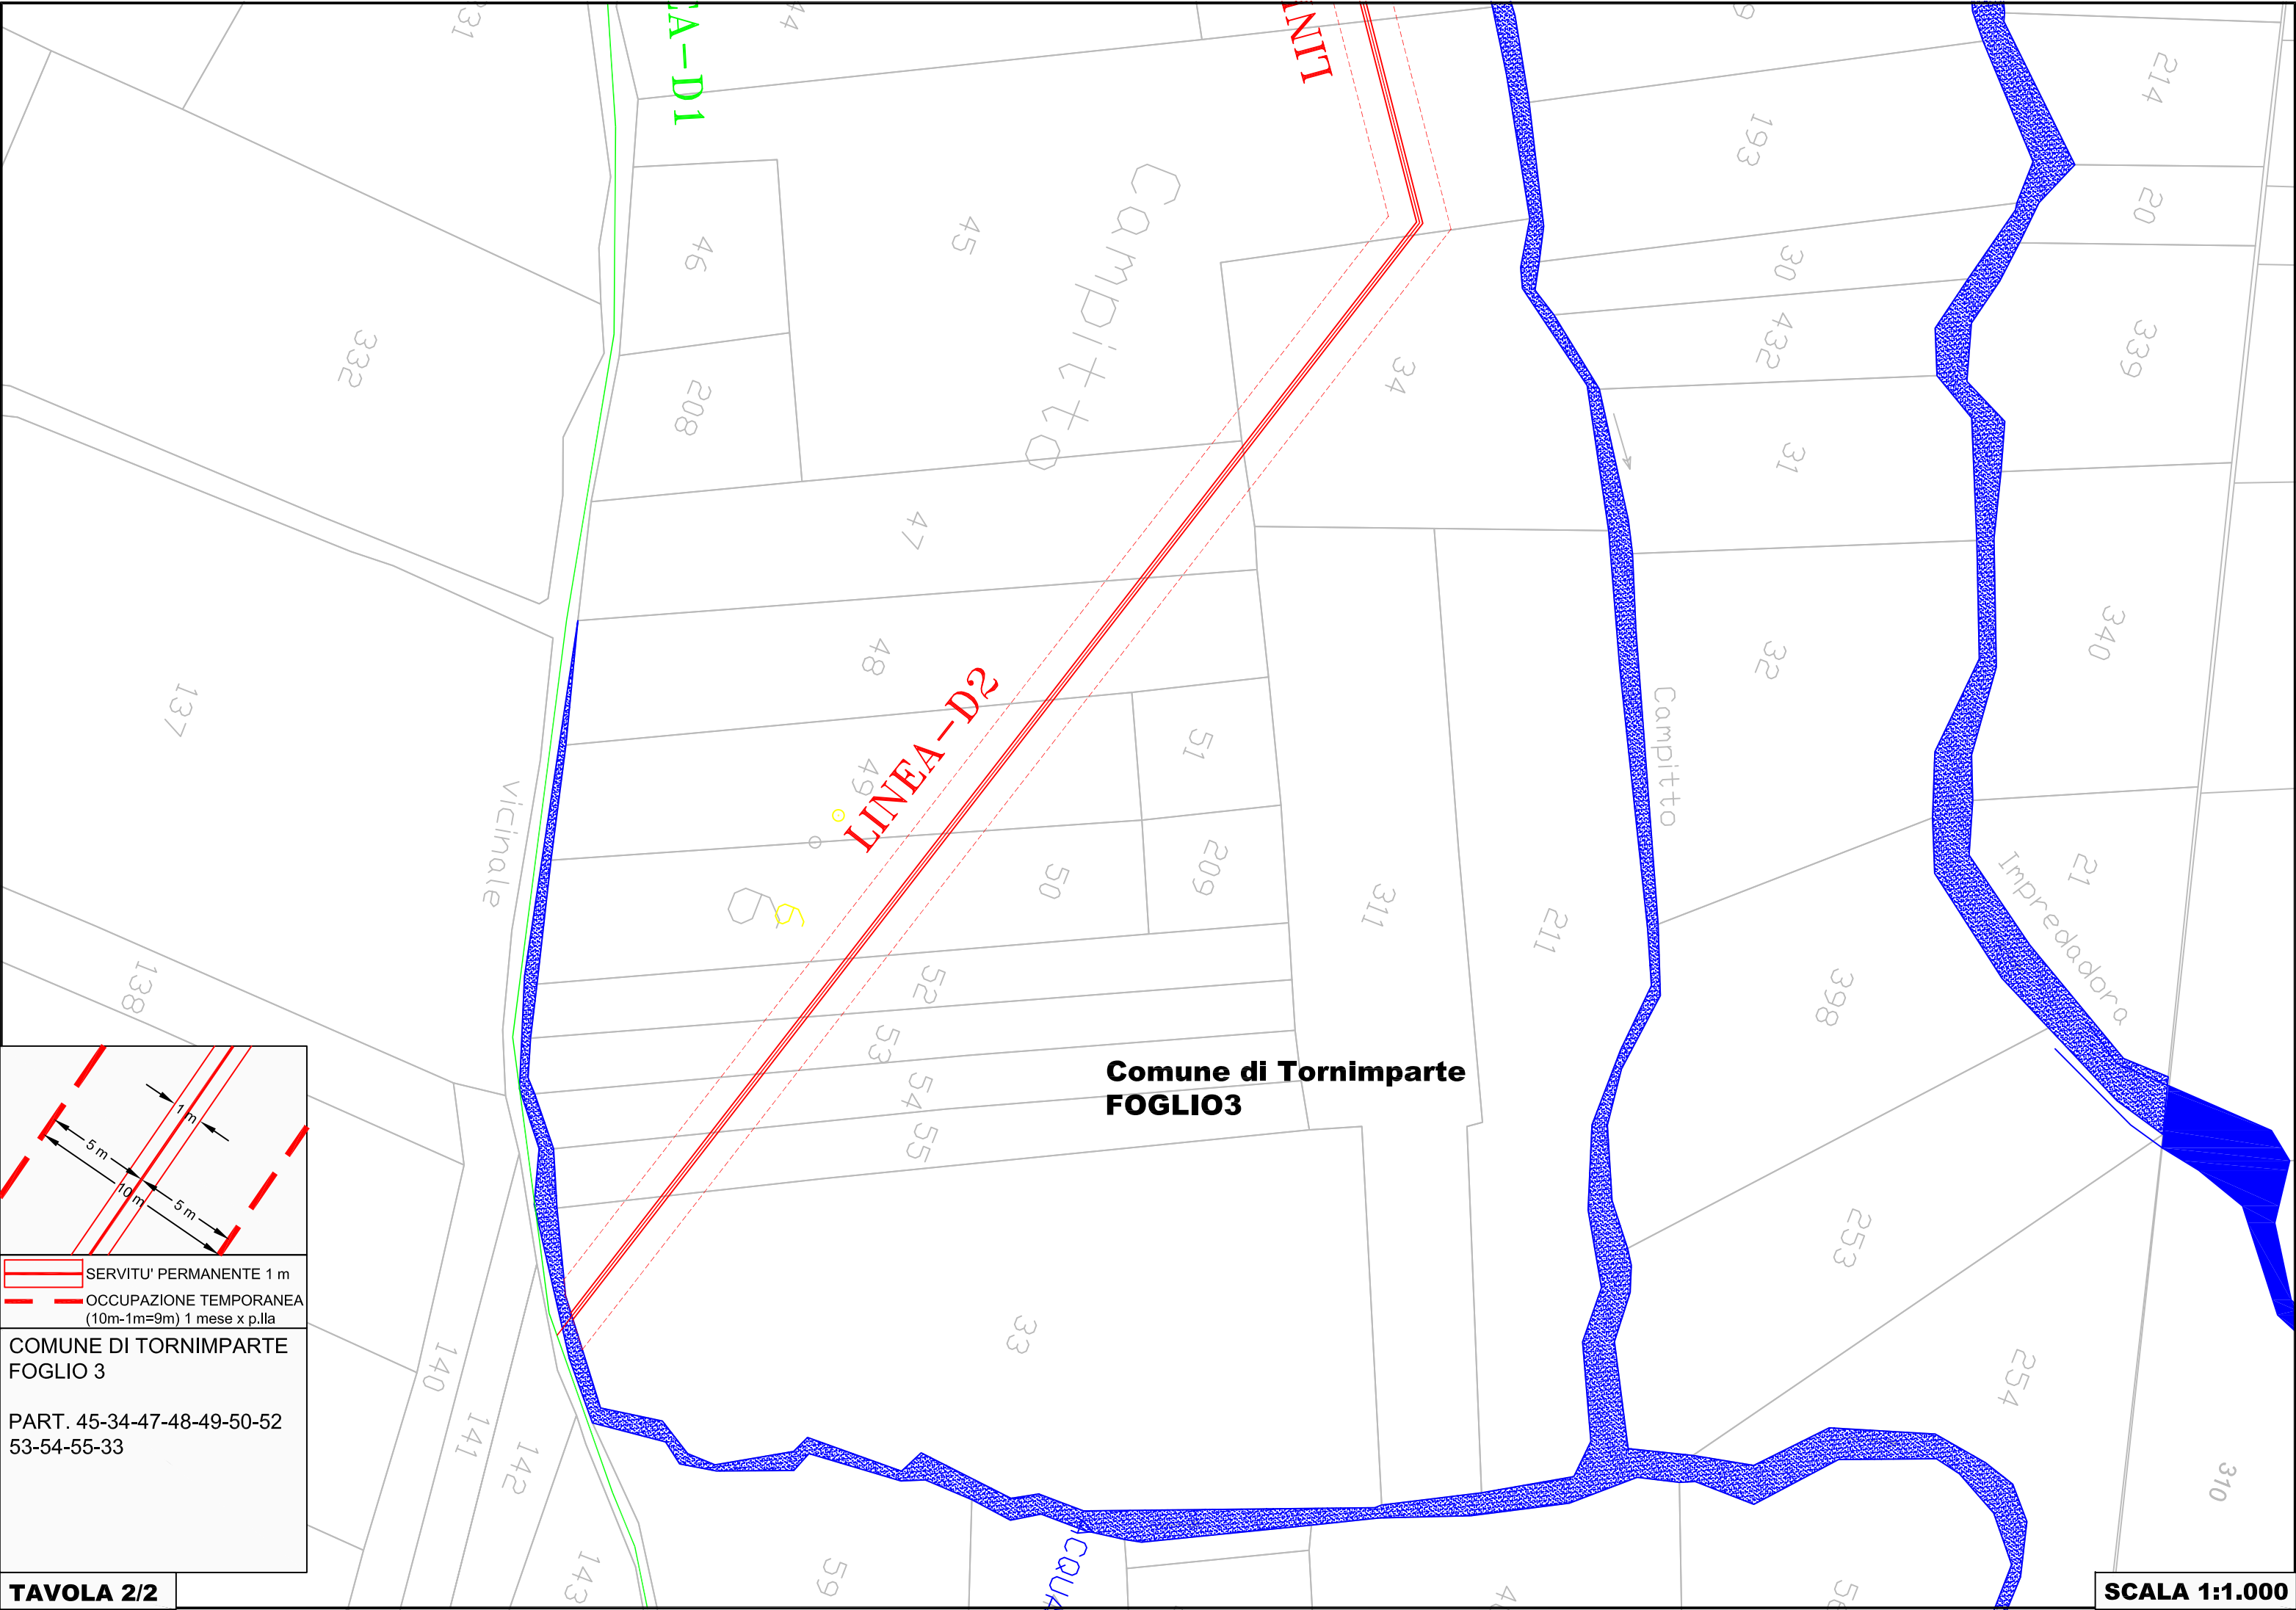 331
44
214
193
20
46
45
Campitto
30
432
339
332
34
208
31
47
340
48
32
137
LINEA-D2
Campitto
51
49
vicinale
Impredadora
21
209
50
311
211
138
52
398
53
54
55
Comune di Tornimparte
FOGLIO3
1 m
5 m
10 m
5 m
253
SERVITU' PERMANENTE 1 m
OCCUPAZIONE TEMPORANEA
(10m-1m=9m) 1 mese x p.lla
33
COMUNE DI TORNIMPARTE
FOGLIO 3
PART. 45-34-47-48-49-50-52
53-54-55-33
140
254
141
142
310
143
59
TAVOLA 2/2
SCALA 1:1.000